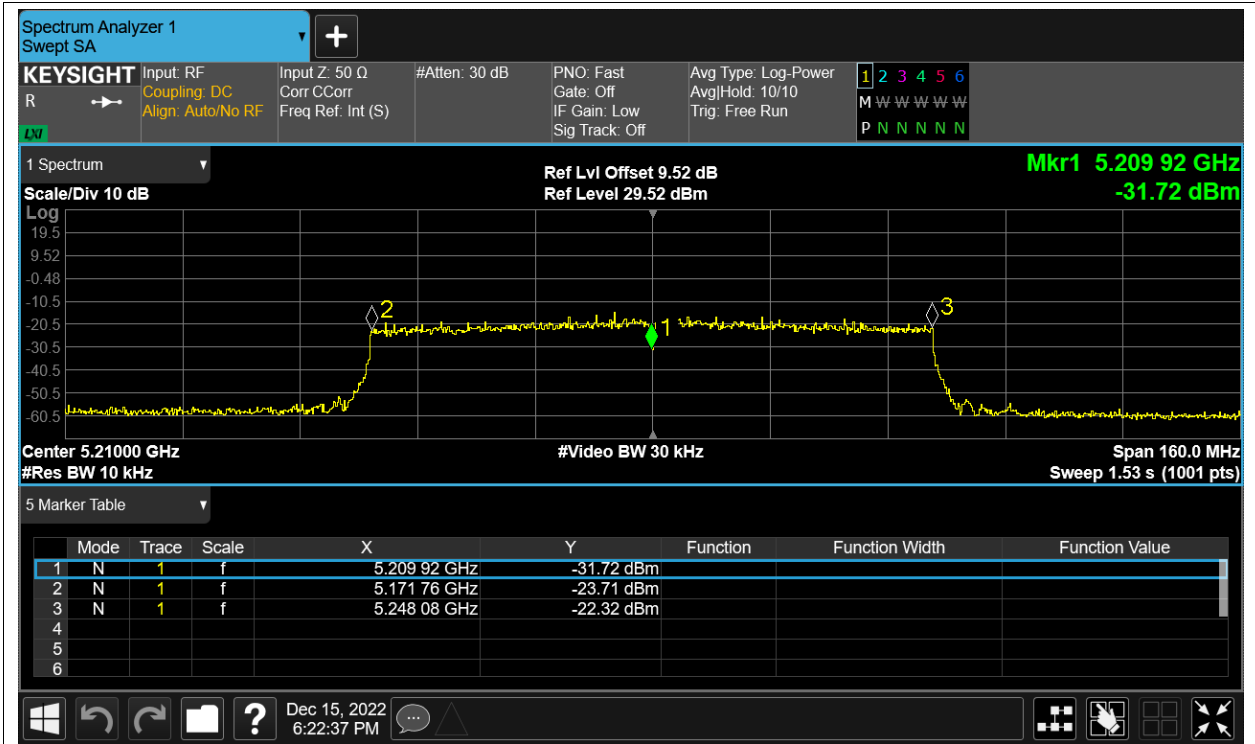 Spectrum Analyzer 1
Swept SA
+
KEYSIGHT
R
LXI
Input: RF
Coupling: DC
Align: Auto/No RF
Input Z: 50 Ω
Corr CCorr
Freq Ref: Int (S)
#Atten: 30 dB
PNO: Fast
Gate: Off
IF Gain: Low
Sig Track: Off
Avg Type: Log-Power
Avg|Hold: 10/10
Trig: Free Run
1 2 3 4 5 6
M W W W W W
P N N N N N
1 Spectrum
Scale/Div 10 dB
Ref Lvl Offset 9.52 dB
Ref Level 29.52 dBm
Mkr1 5.209 92 GHz
-31.72 dBm
Log
19.5
9.52
-0.48
-10.5
-20.5
-30.5
-40.5
-50.5
-60.5
2
1
3
Center 5.21000 GHz
#Video BW 30 kHz
Span 160.0 MHz
#Res BW 10 kHz
Sweep 1.53 s (1001 pts)
5 Marker Table
Mode Trace Scale X Y Function Function Width Function Value
1 N 1 f 5.209 92 GHz -31.72 dBm
2 N 1 f 5.171 76 GHz -23.71 dBm
3 N 1 f 5.248 08 GHz -22.32 dBm
4
5
6
?
Dec 15, 2022
6:22:37 PM